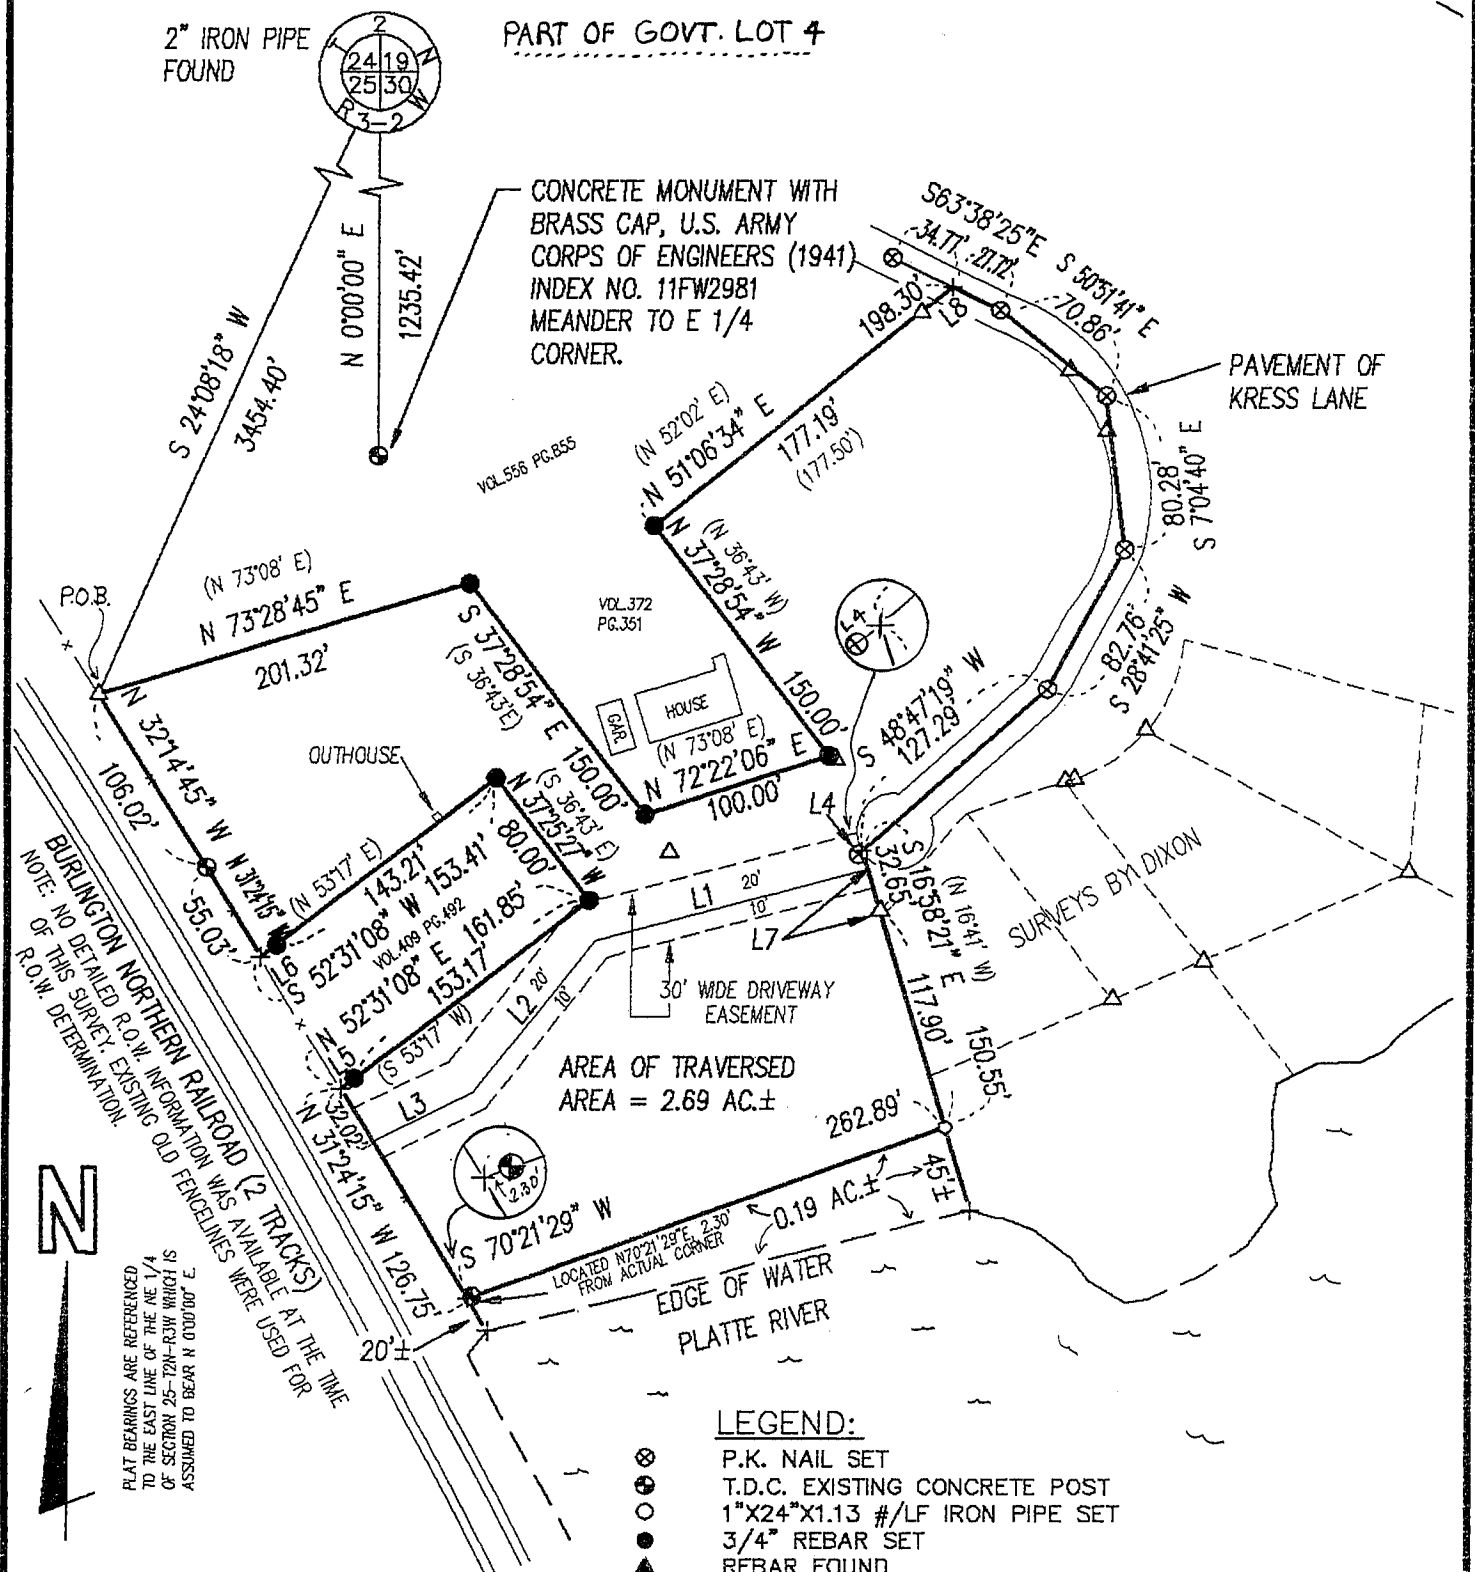 2" IRON PIPE
FOUND
2
T
N
24 19
25 30
R
3-2
W
PART OF GOVT. LOT 4
CONCRETE MONUMENT WITH
BRASS CAP, U.S. ARMY
CORPS OF ENGINEERS (1941)
INDEX NO. 11FW2981
MEANDER TO E 1/4
CORNER.
S 24°08'18" W
3454.40'
N 0°00'00" E
1235.42'
S63°38'25"E
34.77'
27.72'
S 50°51'41" E
70.86'
198.30'
L8
PAVEMENT OF
KRESS LANE
(N 52°02' E)
N 51°06'34" E
177.19'
(177.50')
VOL.556 PG.855
80.28'
S 7°04'40" E
P.O.B.
(N 73°08' E)
N 73°28'45" E
201.32'
S 37°28'54" E 150.00'
(S 36°43'E)
VOL.372
PG.351
(N 36°43' W)
N 37°28'54" W 150.00'
L4
GAR.
HOUSE
(N 73°08' E)
N 72°22'06" E
100.00'
S 48°47'19" W
127.29'
82.76'
S 28°41'25" W
N 32°14'45" W
106.02'
OUTHOUSE
(N 53°17' E)
143.21'
S 52°31'08" W 153.41'
VOL.409 PG.492
N 52°31'08" E 161.85'
153.17'
(S 53°17' W)
(S 36°43' E)
N 37°25'27" W
80.00'
N 31°24'15" W
55.03'
L6
L5
L4
L1 20'
10'
L2 20'
10'
L3
L7
S 16°58'21" E
32.65'
(N 16°41' W)
117.90'
150.55'
SURVEYS BY DIXON
30' WIDE DRIVEWAY
EASEMENT
AREA OF TRAVERSED
AREA = 2.69 AC.±
BURLINGTON NORTHERN RAILROAD (2 TRACKS)
NOTE: NO DETAILED R.O.W. INFORMATION WAS AVAILABLE AT THE TIME
OF THIS SURVEY. EXISTING OLD FENCELINES WERE USED FOR
R.O.W. DETERMINATION.
32.02'
N 31°24'15" W 126.75'
2.30'
S 70°21'29" W
262.89'
LOCATED N70°21'29"E, 2.30'
FROM ACTUAL CORNER
0.19 AC.±
45'±
20'±
EDGE OF WATER
PLATTE RIVER
N
PLAT BEARINGS ARE REFERENCED
TO THE EAST LINE OF THE NE 1/4
OF SECTION 25-T2N-R3W WHICH IS
ASSUMED TO BEAR N 0°00'00" E.
LEGEND:
P.K. NAIL SET
T.D.C. EXISTING CONCRETE POST
1"X24"X1.13 #/LF IRON PIPE SET
3/4" REBAR SET
REBAR FOUND